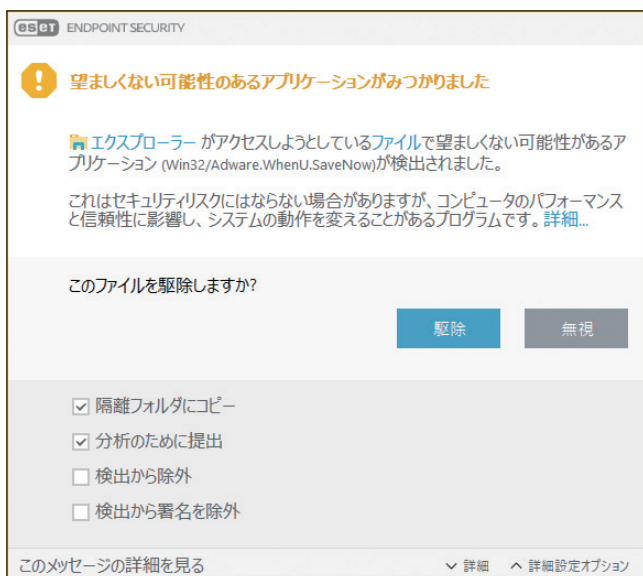 eset ENDPOINT SECURITY
望ましくない可能性のあるアプリケーションがみつかりました
エクスプローラー がアクセスしようとしているファイルで望ましくない可能性があるア
プリケーション (Win32/Adware.WhenU.SaveNow)が検出されました。
これはセキュリティリスクにはならない場合がありますが、コンピュータのパフォーマンス
と信頼性に影響し、システムの動作を変えることがあるプログラムです。詳細...
このファイルを駆除しますか?
駆除 無視
隔離フォルダにコピー
分析のために提出
検出から除外
検出から署名を除外
このメッセージの詳細を見る 詳細 詳細設定オプション